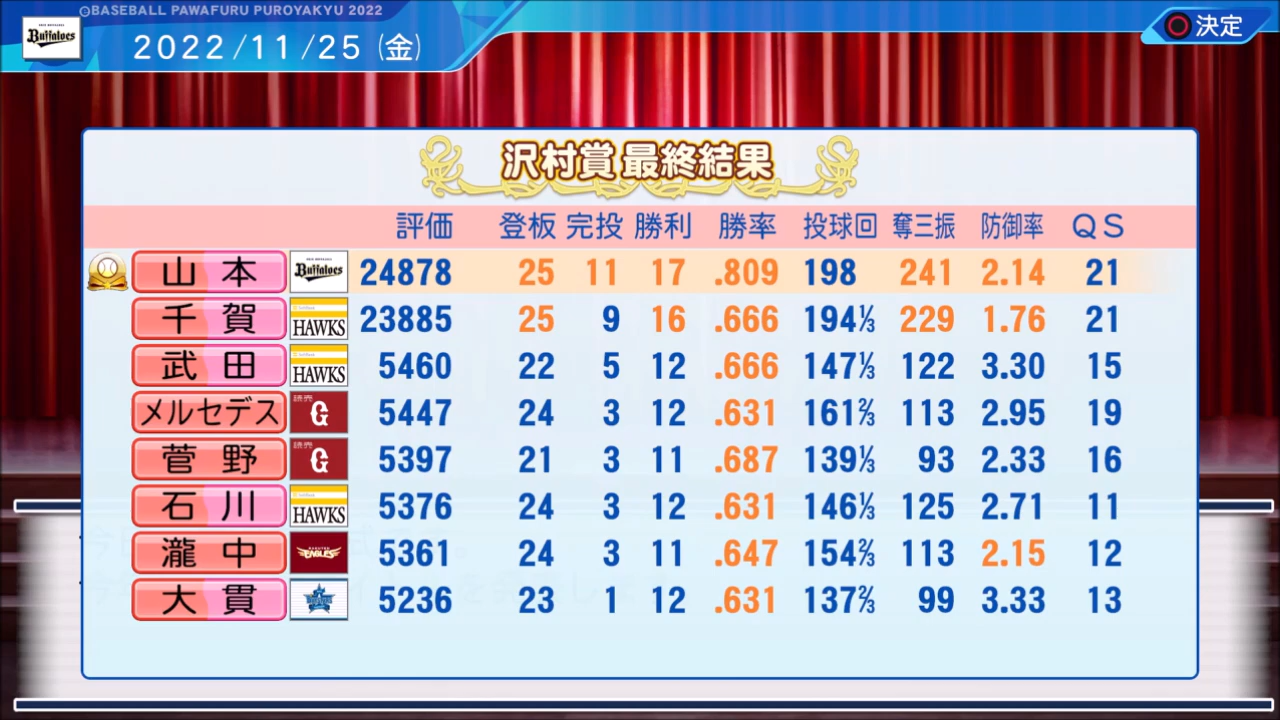 ©BASEBALL PAWAFURU PUROYAKYU 2022
Buffaloes 2022/11/25 (金) 決定
沢村賞 最終結果
評価 登板 完投 勝利 勝率 投球回 奪三振 防御率 QS
山本 Buffaloes 24878 25 11 17 .809 198 241 2.14 21
千賀 HAWKS 23885 25 9 16 .666 194⅓ 229 1.76 21
武田 HAWKS 5460 22 5 12 .666 147⅓ 122 3.30 15
メルセデス 読売 G 5447 24 3 12 .631 161⅔ 113 2.95 19
菅野 読売 G 5397 21 3 11 .687 139⅓ 93 2.33 16
石川 HAWKS 5376 24 3 12 .631 146⅓ 125 2.71 11
瀧中 EAGLES 5361 24 3 11 .647 154⅔ 113 2.15 12
大貫 5236 23 1 12 .631 137⅔ 99 3.33 13